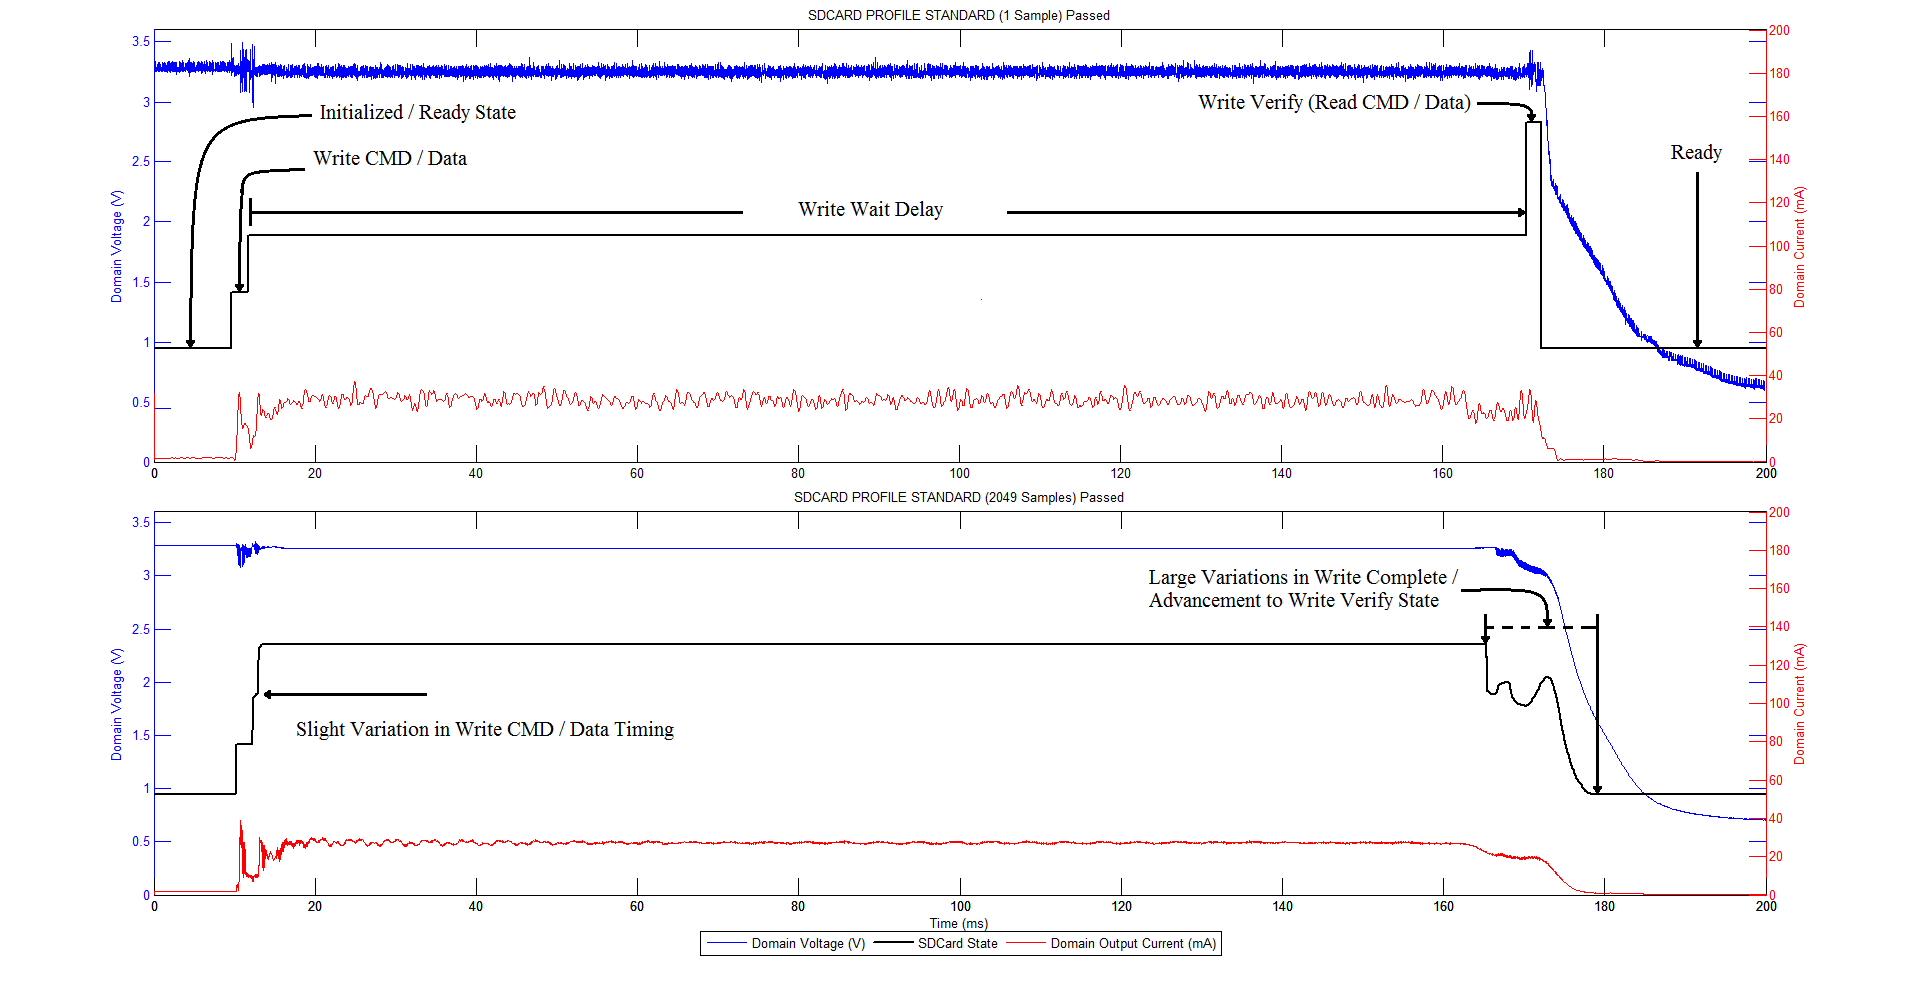 SDCARD PROFILE STANDARD (1 Sample) Passed
3.5
3
2.5
2
1.5
1
0.5
0
Domain Voltage (V)
Initialized / Ready State
Write CMD / Data
Write Wait Delay
Write Verify (Read CMD / Data)
Ready
200
180
160
140
120
100
80
60
40
20
0
Domain Current (mA)
0 20 40 60 80 100 120 140 160 180 200
SDCARD PROFILE STANDARD (2049 Samples) Passed
3.5
3
2.5
2
1.5
1
0.5
0
Domain Voltage (V)
Large Variations in Write Complete /
Advancement to Write Verify State
Slight Variation in Write CMD / Data Timing
200
180
160
140
120
100
80
60
40
20
0
Domain Current (mA)
0 20 40 60 80 100 120 140 160 180 200
Time (ms)
Domain Voltage (V) SDCard State Domain Output Current (mA)